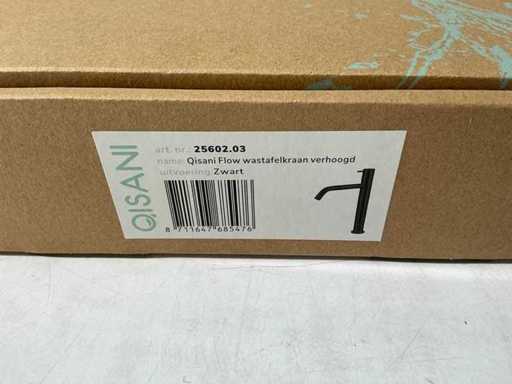 QISANI
art. nr.: 25602.03
name: Qisani Flow wastafelkraan verhoogd
uitvoering: Zwart
8 711647 685476